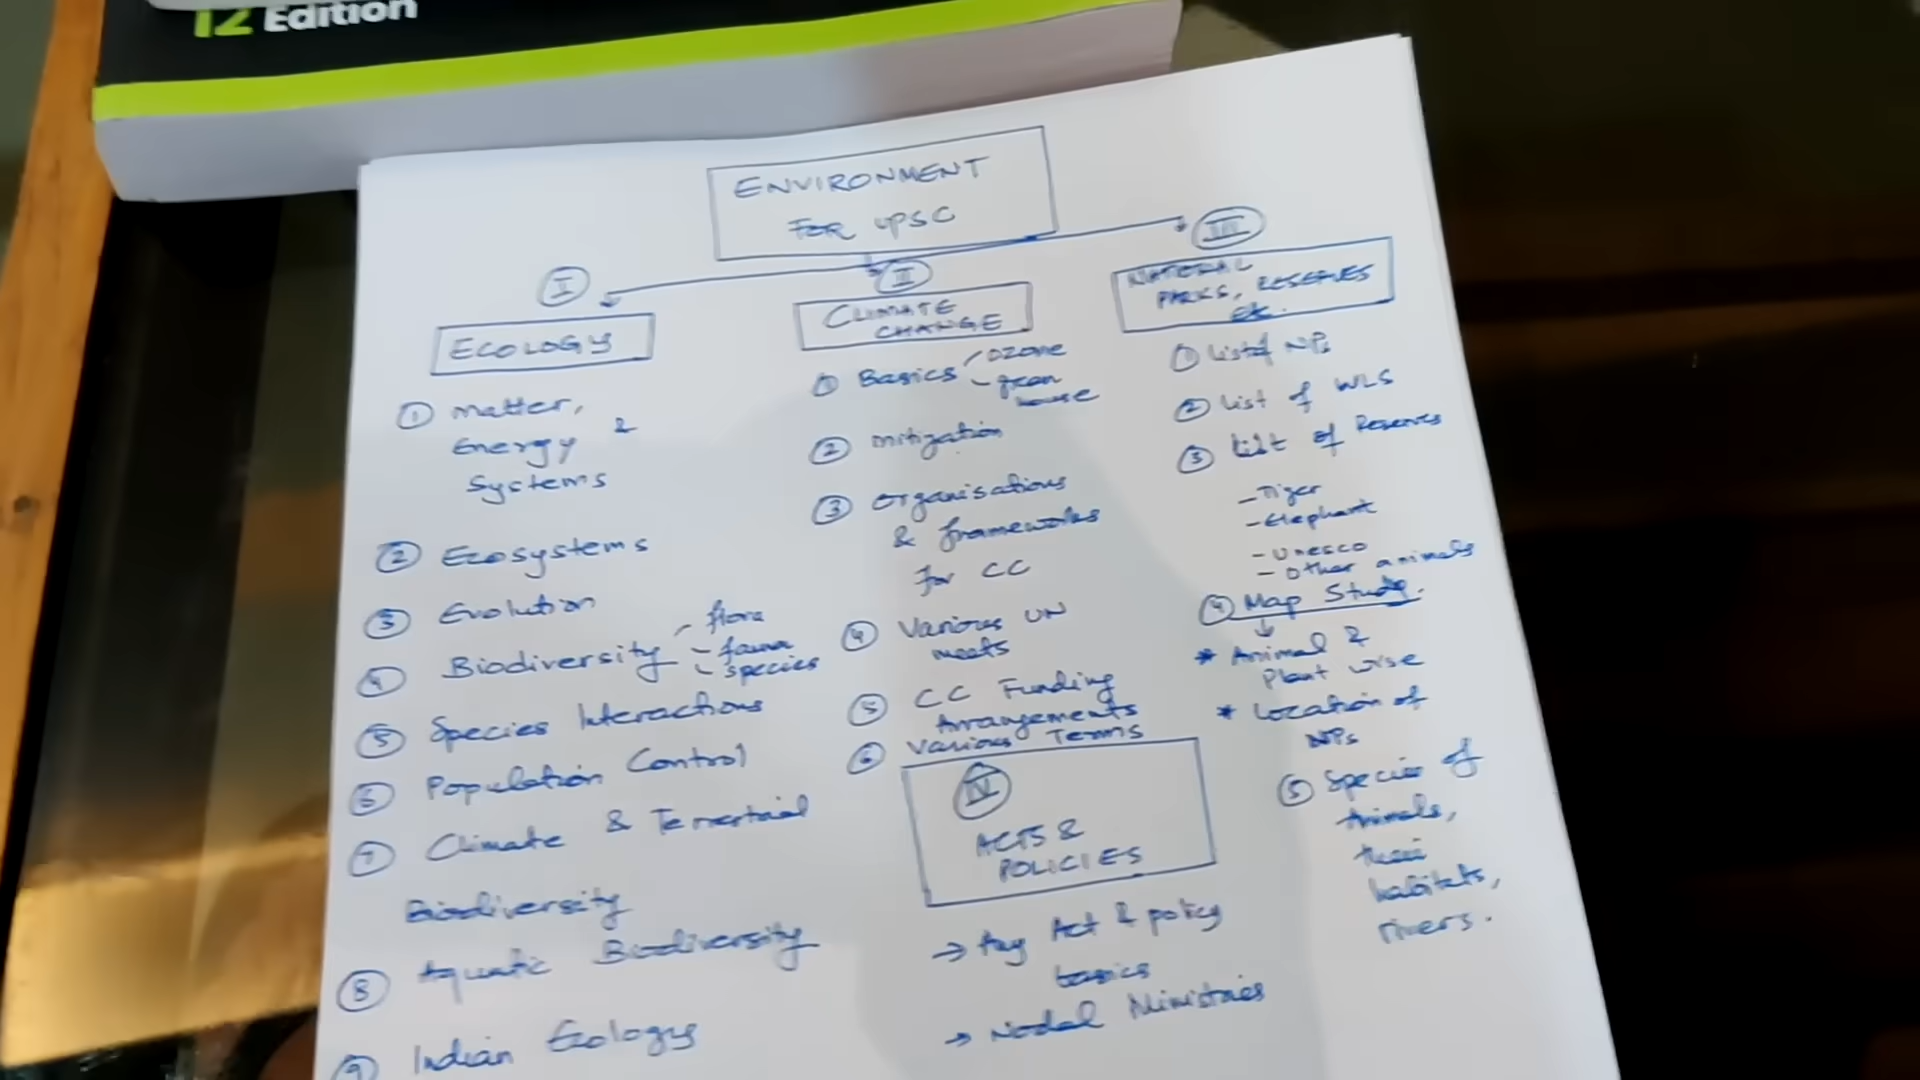 12 Edition
ENVIRONMENT
FOR UPSC
I
ECOLOGY
① Matter,
Energy &
Systems
② Ecosystems
③ Evolution
④ Biodiversity - flora
- fauna
- species
⑤ Species Interactions
⑥ Population Control
⑦ Climate & Terrertrial
Biodiversity
⑧ Aquatic Biodiversity
⑨ Indian Ecology
II
CLIMATE
CHANGE
① Basics - ozone
- green
house
② Mitigation
③ Organisations
& frameworks
for CC
④ Various UN
meets
⑤ CC Funding
Arrangements
⑥ Various Terms
IV
ACTS &
POLICIES
→ Any Act & policy
basics
→ Nodal Ministries
III
NATIONAL
PARKS, RESERVES
etc.
① List of NPs
② List of WLS
③ List of Reserves
- Tiger
- Elephant
- Unesco
- Other animals
④ Map Study.
* Animal &
Plant wise
* Location of
NPs
⑤ Species of
Animals,
their
habitats,
rivers.